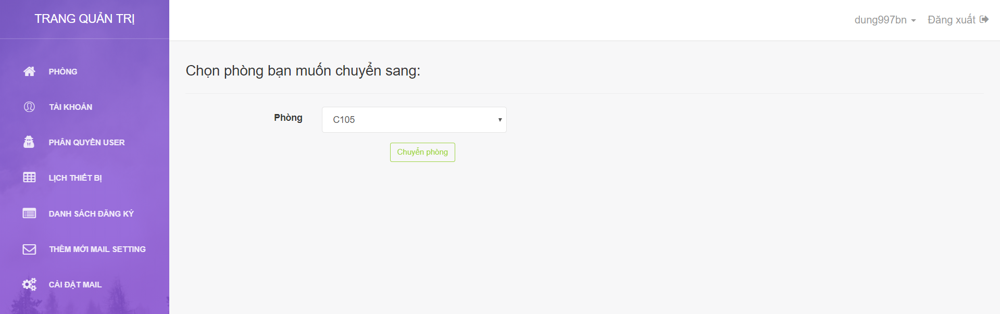 TRANG QUẢN TRỊ
dung997bn
Đăng xuất
PHÒNG
TÀI KHOẢN
PHÂN QUYỀN USER
LỊCH THIẾT BỊ
DANH SÁCH ĐĂNG KÝ
THÊM MỚI MAIL SETTING
CÀI ĐẶT MAIL
Chọn phòng bạn muốn chuyển sang:
Phòng
C105
Chuyển phòng